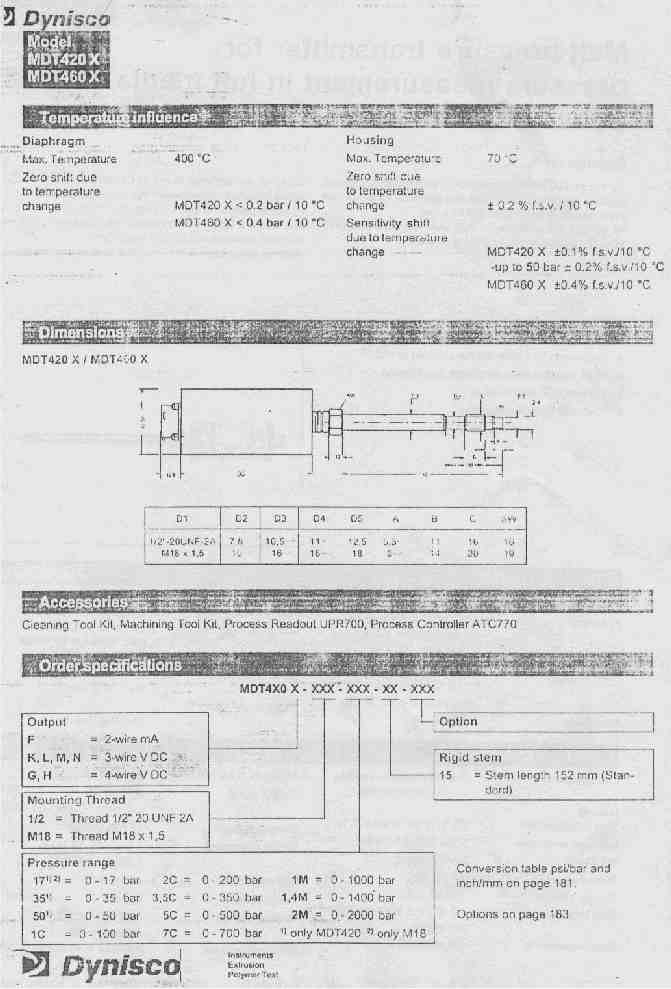 Dynisco
Model
MDT420 X
MDT460 X
Temperature influence
Diaphragm
Max. Temperature 400 °C
Zero shift due
to temperature
change MDT420 X < 0.2 bar / 10 °C
MDT460 X < 0.4 bar / 10 °C
Housing
Max. Temperature 70 °C
Zero shift due
to temperature
change ± 0.2 % f.s.v. / 10 °C
Sensitivity shift
due to temperature
change MDT420 X ±0.1% f.s.v./10 °C
-up to 50 bar ± 0.2% f.s.v./10 °C
MDT460 X ±0.4% f.s.v./10 °C
Dimensions
MDT420 X / MDT460 X
D1 D2 D3 D4 D5 A B C SW
1/2"-20UNF-2A 7,8 10,5 11 12,5 11 16 16
M18 x 1,5 16 16 18 14 20 19
Accessories
Cleaning Tool Kit, Machining Tool Kit, Process Readout UPR700, Process Controller ATC770
Order specifications
MDT4X0 X - XXX - XXX - XX - XXX
Output
F = 2-wire mA
K, L, M, N = 3-wire V DC
G, H = 4-wire V DC
Option
Rigid stem
15 = Stem length 152 mm (Stan-
dard)
Mounting Thread
1/2 = Thread 1/2" 20 UNF 2A
M18 = Thread M18 x 1,5
Pressure range
17¹⁾ ²⁾ = 0 - 17 bar 2C = 0 - 200 bar 1M = 0 - 1000 bar
35¹⁾ = 0 - 35 bar 3,5C = 0 - 350 bar 1,4M = 0 - 1400 bar
50¹⁾ = 0 - 50 bar 5C = 0 - 500 bar 2M = 0 - 2000 bar
1C = 0 - 100 bar 7C = 0 - 700 bar ¹⁾ only MDT420 ²⁾ only M18
Conversion table psi/bar and
inch/mm on page 181.
Options on page 183.
Dynisco
Instruments
Extrusion
Polymer Test